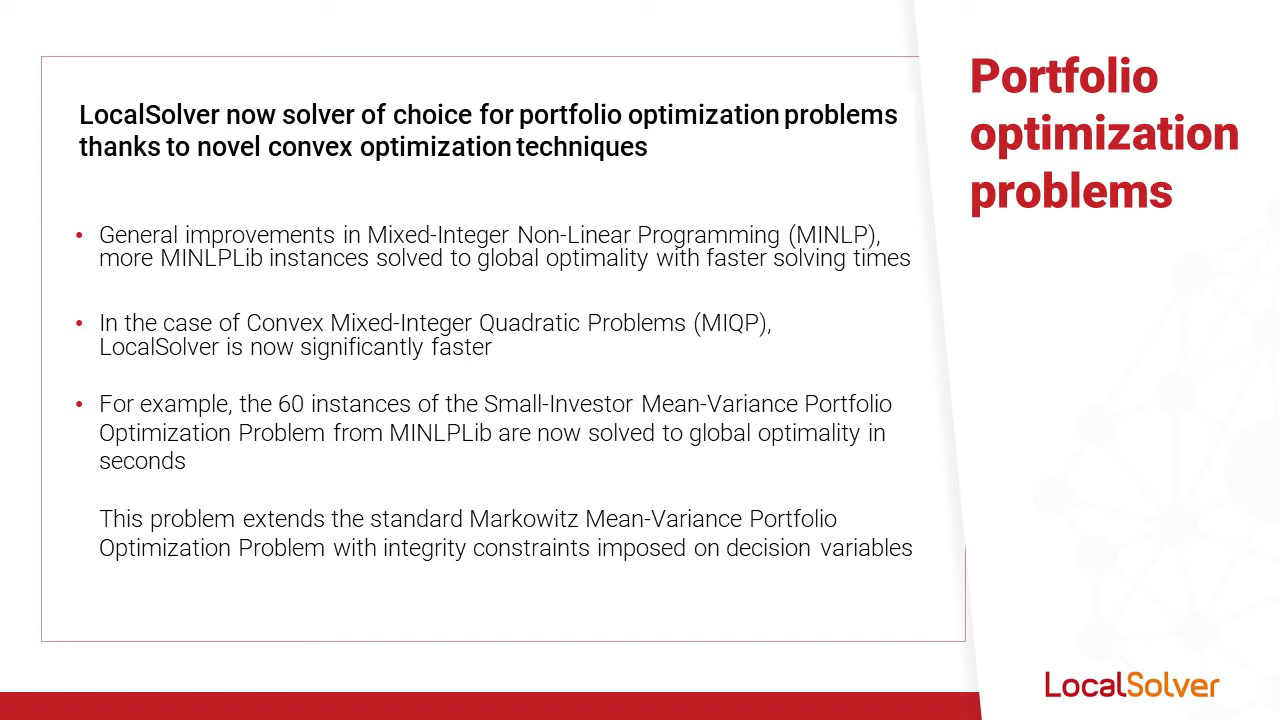 Portfolio
optimization
problems
LocalSolver now solver of choice for portfolio optimization problems
thanks to novel convex optimization techniques
• General improvements in Mixed-Integer Non-Linear Programming (MINLP),
more MINLPLib instances solved to global optimality with faster solving times
• In the case of Convex Mixed-Integer Quadratic Problems (MIQP),
LocalSolver is now significantly faster
• For example, the 60 instances of the Small-Investor Mean-Variance Portfolio
Optimization Problem from MINLPLib are now solved to global optimality in
seconds
This problem extends the standard Markowitz Mean-Variance Portfolio
Optimization Problem with integrity constraints imposed on decision variables
LocalSolver